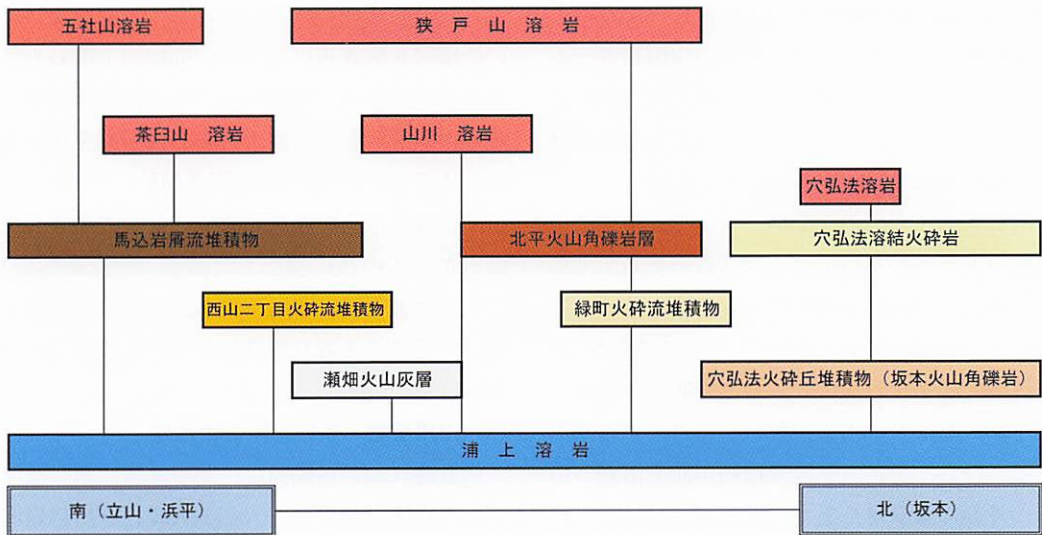 五社山溶岩
狭戸山溶岩
茶臼山 溶岩
山川 溶岩
穴弘法溶岩
馬込岩屑流堆積物
北平火山角礫岩層
穴弘法溶結火砕岩
西山二丁目火砕流堆積物
緑町火砕流堆積物
瀬畑火山灰層
穴弘法火砕丘堆積物（坂本火山角礫岩）
浦上溶岩
南（立山・浜平）
北（坂本）